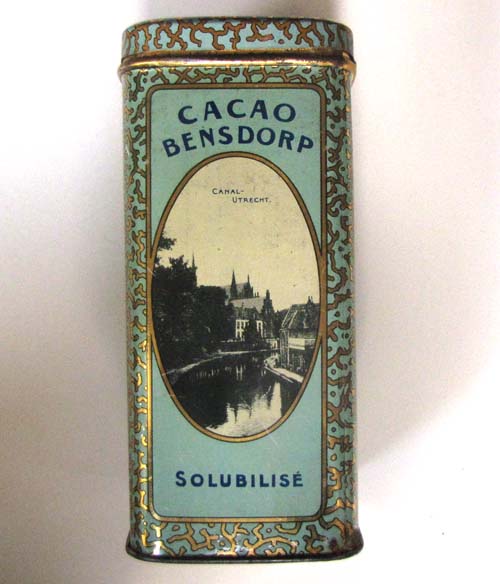 CACAO
BENSDORP
CANAL-
UTRECHT.
SOLUBILISÉ